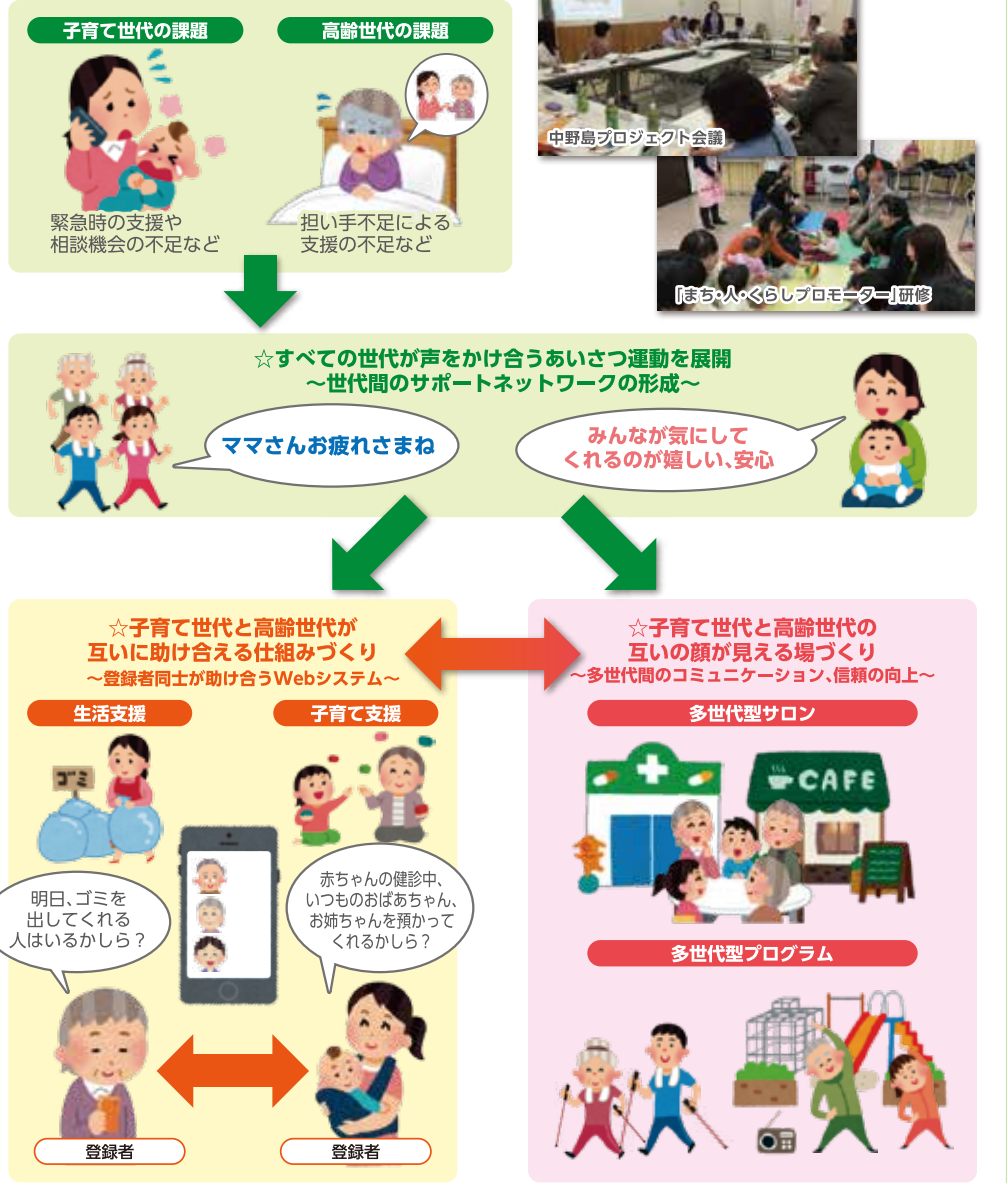 子育て世代の課題
高齢世代の課題
緊急時の支援や
相談機会の不足など
担い手不足による
支援の不足など
中野島プロジェクト会議
「まち・人・くらしプロモーター」研修
☆すべての世代が声をかけ合うあいさつ運動を展開
～世代間のサポートネットワークの形成～
ママさんお疲れさまね
みんなが気にして
くれるのが嬉しい、安心
☆子育て世代と高齢世代が
互いに助け合える仕組みづくり
～登録者同士が助け合うWebシステム～
生活支援
子育て支援
ゴミ
明日、ゴミを
出してくれる
人はいるかしら？
赤ちゃんの健診中、
いつものおばあちゃん、
お姉ちゃんを預かって
くれるかしら？
登録者
登録者
☆子育て世代と高齢世代の
互いの顔が見える場づくり
～多世代間のコミュニケーション、信頼の向上～
多世代型サロン
CAFE
多世代型プログラム